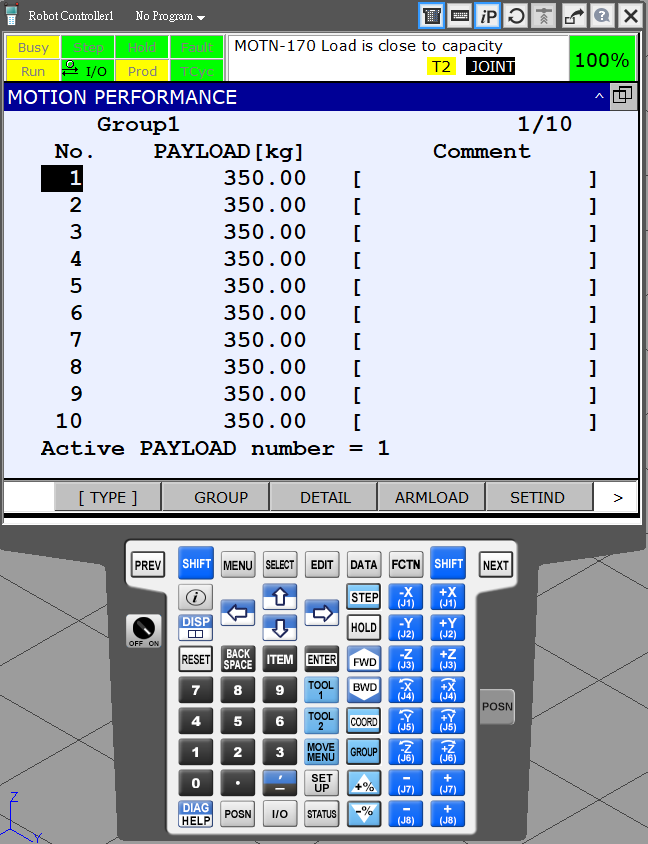 Robot Controller1 No Program
iP
Busy Step Hold Fault
Run I/O Prod TCyc
MOTN-170 Load is close to capacity
T2 JOINT
100%
MOTION PERFORMANCE
Group1 1/10
No. PAYLOAD[kg] Comment
1 350.00 [ ]
2 350.00 [ ]
3 350.00 [ ]
4 350.00 [ ]
5 350.00 [ ]
6 350.00 [ ]
7 350.00 [ ]
8 350.00 [ ]
9 350.00 [ ]
10 350.00 [ ]
Active PAYLOAD number = 1
[ TYPE ] GROUP DETAIL ARMLOAD SETIND >
PREV SHIFT MENU SELECT EDIT DATA FCTN SHIFT NEXT
i STEP -X (J1) +X (J1)
OFF ON DISP HOLD -Y (J2) +Y (J2)
RESET BACK SPACE ITEM ENTER FWD -Z (J3) +Z (J3)
7 8 9 TOOL 1 BWD -X (J4) +X (J4)
4 5 6 TOOL 2 COORD -Y (J5) +Y (J5) POSN
1 2 3 MOVE MENU GROUP -Z (J6) +Z (J6)
0 . , − SET UP +% − (J7) + (J7)
DIAG HELP POSN I/O STATUS -% − (J8) + (J8)
Z
Y